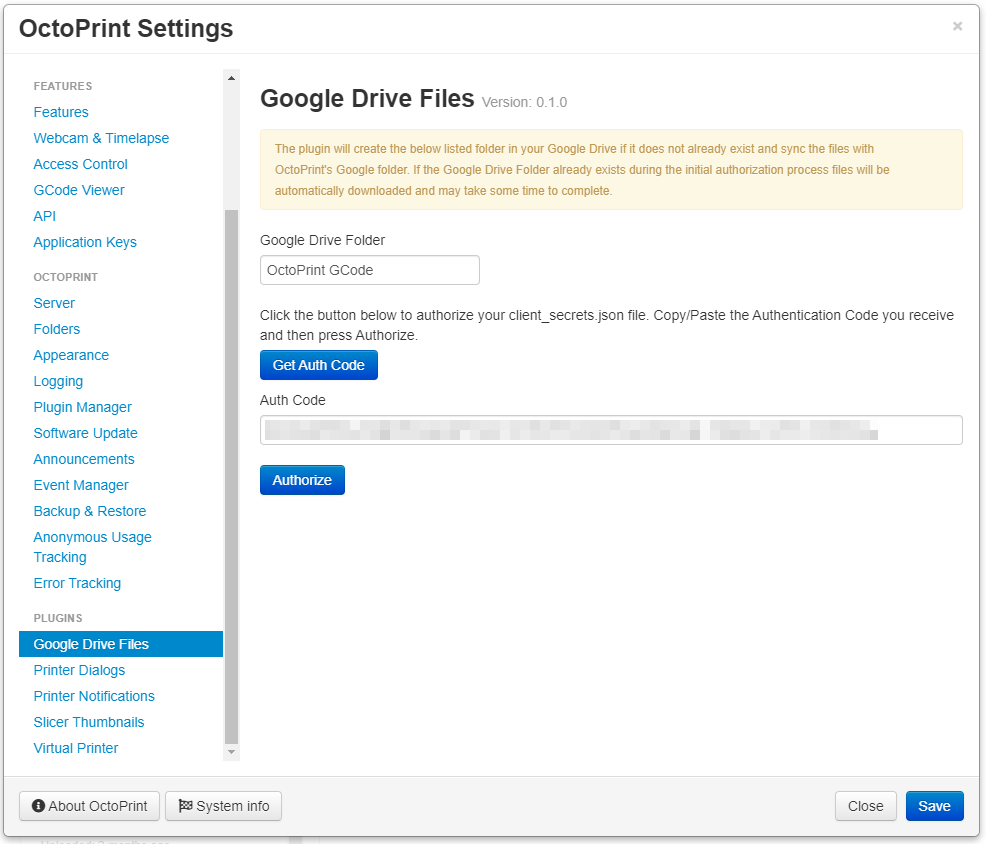 OctoPrint Settings
×
FEATURES
Features
Webcam & Timelapse
Access Control
GCode Viewer
API
Application Keys
OCTOPRINT
Server
Folders
Appearance
Logging
Plugin Manager
Software Update
Announcements
Event Manager
Backup & Restore
Anonymous Usage
Tracking
Error Tracking
PLUGINS
Google Drive Files
Printer Dialogs
Printer Notifications
Slicer Thumbnails
Virtual Printer
Google Drive Files Version: 0.1.0
The plugin will create the below listed folder in your Google Drive if it does not already exist and sync the files with
OctoPrint's Google folder. If the Google Drive Folder already exists during the initial authorization process files will be
automatically downloaded and may take some time to complete.
Google Drive Folder
OctoPrint GCode
Click the button below to authorize your client_secrets.json file. Copy/Paste the Authentication Code you receive
and then press Authorize.
Get Auth Code
Auth Code
Authorize
About OctoPrint System info Close Save